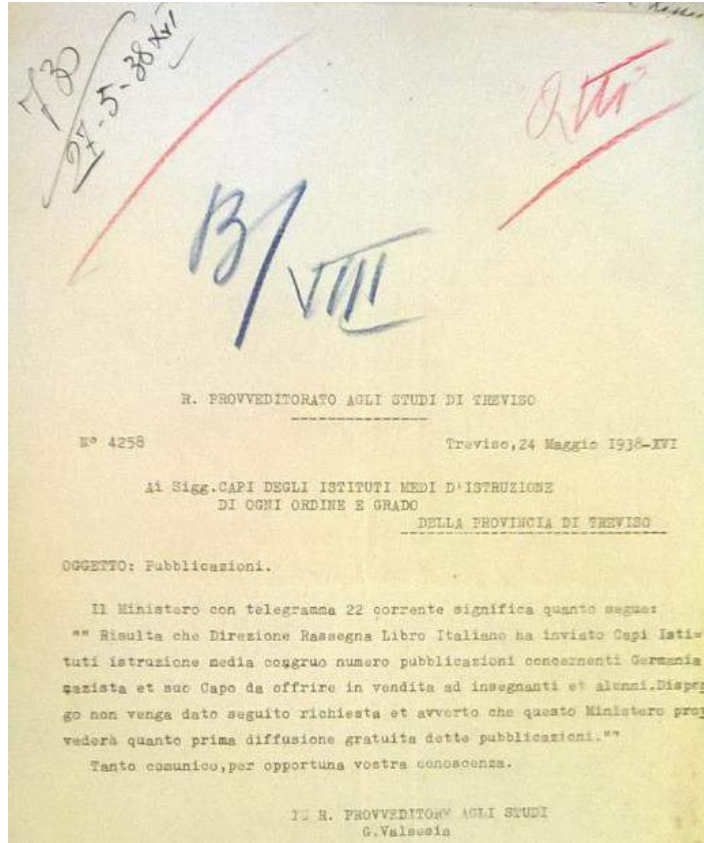 730
27-5-38 XVI
B/VIII
R. PROVVEDITORATO AGLI STUDI DI TREVISO
N° 4258 Treviso,24 Maggio I938-XVI
Ai Sigg.CAPI DEGLI ISTITUTI MEDI D'ISTRUZIONE
DI OGNI ORDINE E GRADO
DELLA PROVINCIA DI TREVISO
OGGETTO: Pubblicazioni.
Il Ministero con telegramma 22 corrente significa quanto segue:
"" Risulta che Direzione Rassegna Libro Italiano ha inviato Capi Isti=
tuti istruzione media congruo numero pubblicazioni concernenti Germania
nazista et suo Capo da offrire in vendita ad insegnanti et alunni.Dispon
go non venga dato seguito richiesta et avverto che questo Ministero prov
vederà quanto prima diffusione gratuita dette pubblicazioni.""
Tanto comunico,per opportuna vostra conoscenza.
IL R. PROVVEDITORE AGLI STUDI
G.Valsecia